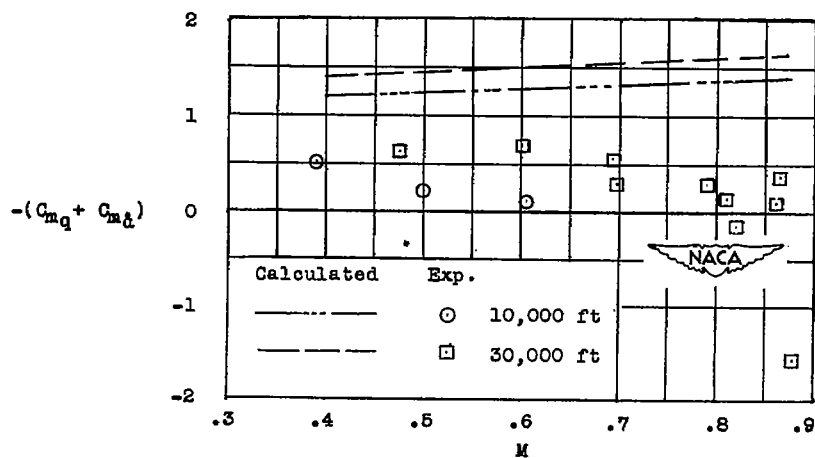 2
1
0
-1
-2
-(Cmq + Cmα̇)
NACA
Calculated Exp.
10,000 ft
30,000 ft
.3 .4 .5 .6 .7 .8 .9
M